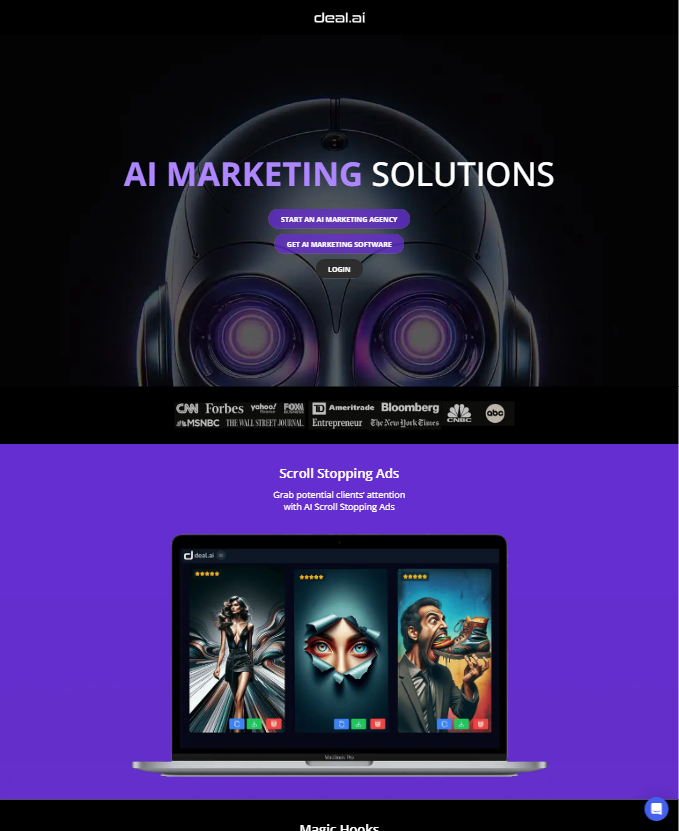 deal.ai
AI MARKETING SOLUTIONS
START AN AI MARKETING AGENCY
GET AI MARKETING SOFTWARE
LOGIN
CNN Forbes yahoo! finance FOX BUSINESS TD Ameritrade Bloomberg CNBC abc
MSNBC THE WALL STREET JOURNAL Entrepreneur The New York Times
Scroll Stopping Ads
Grab potential clients' attention
with AI Scroll Stopping Ads
d deal.ai
MacBook Pro
Magic Hooks